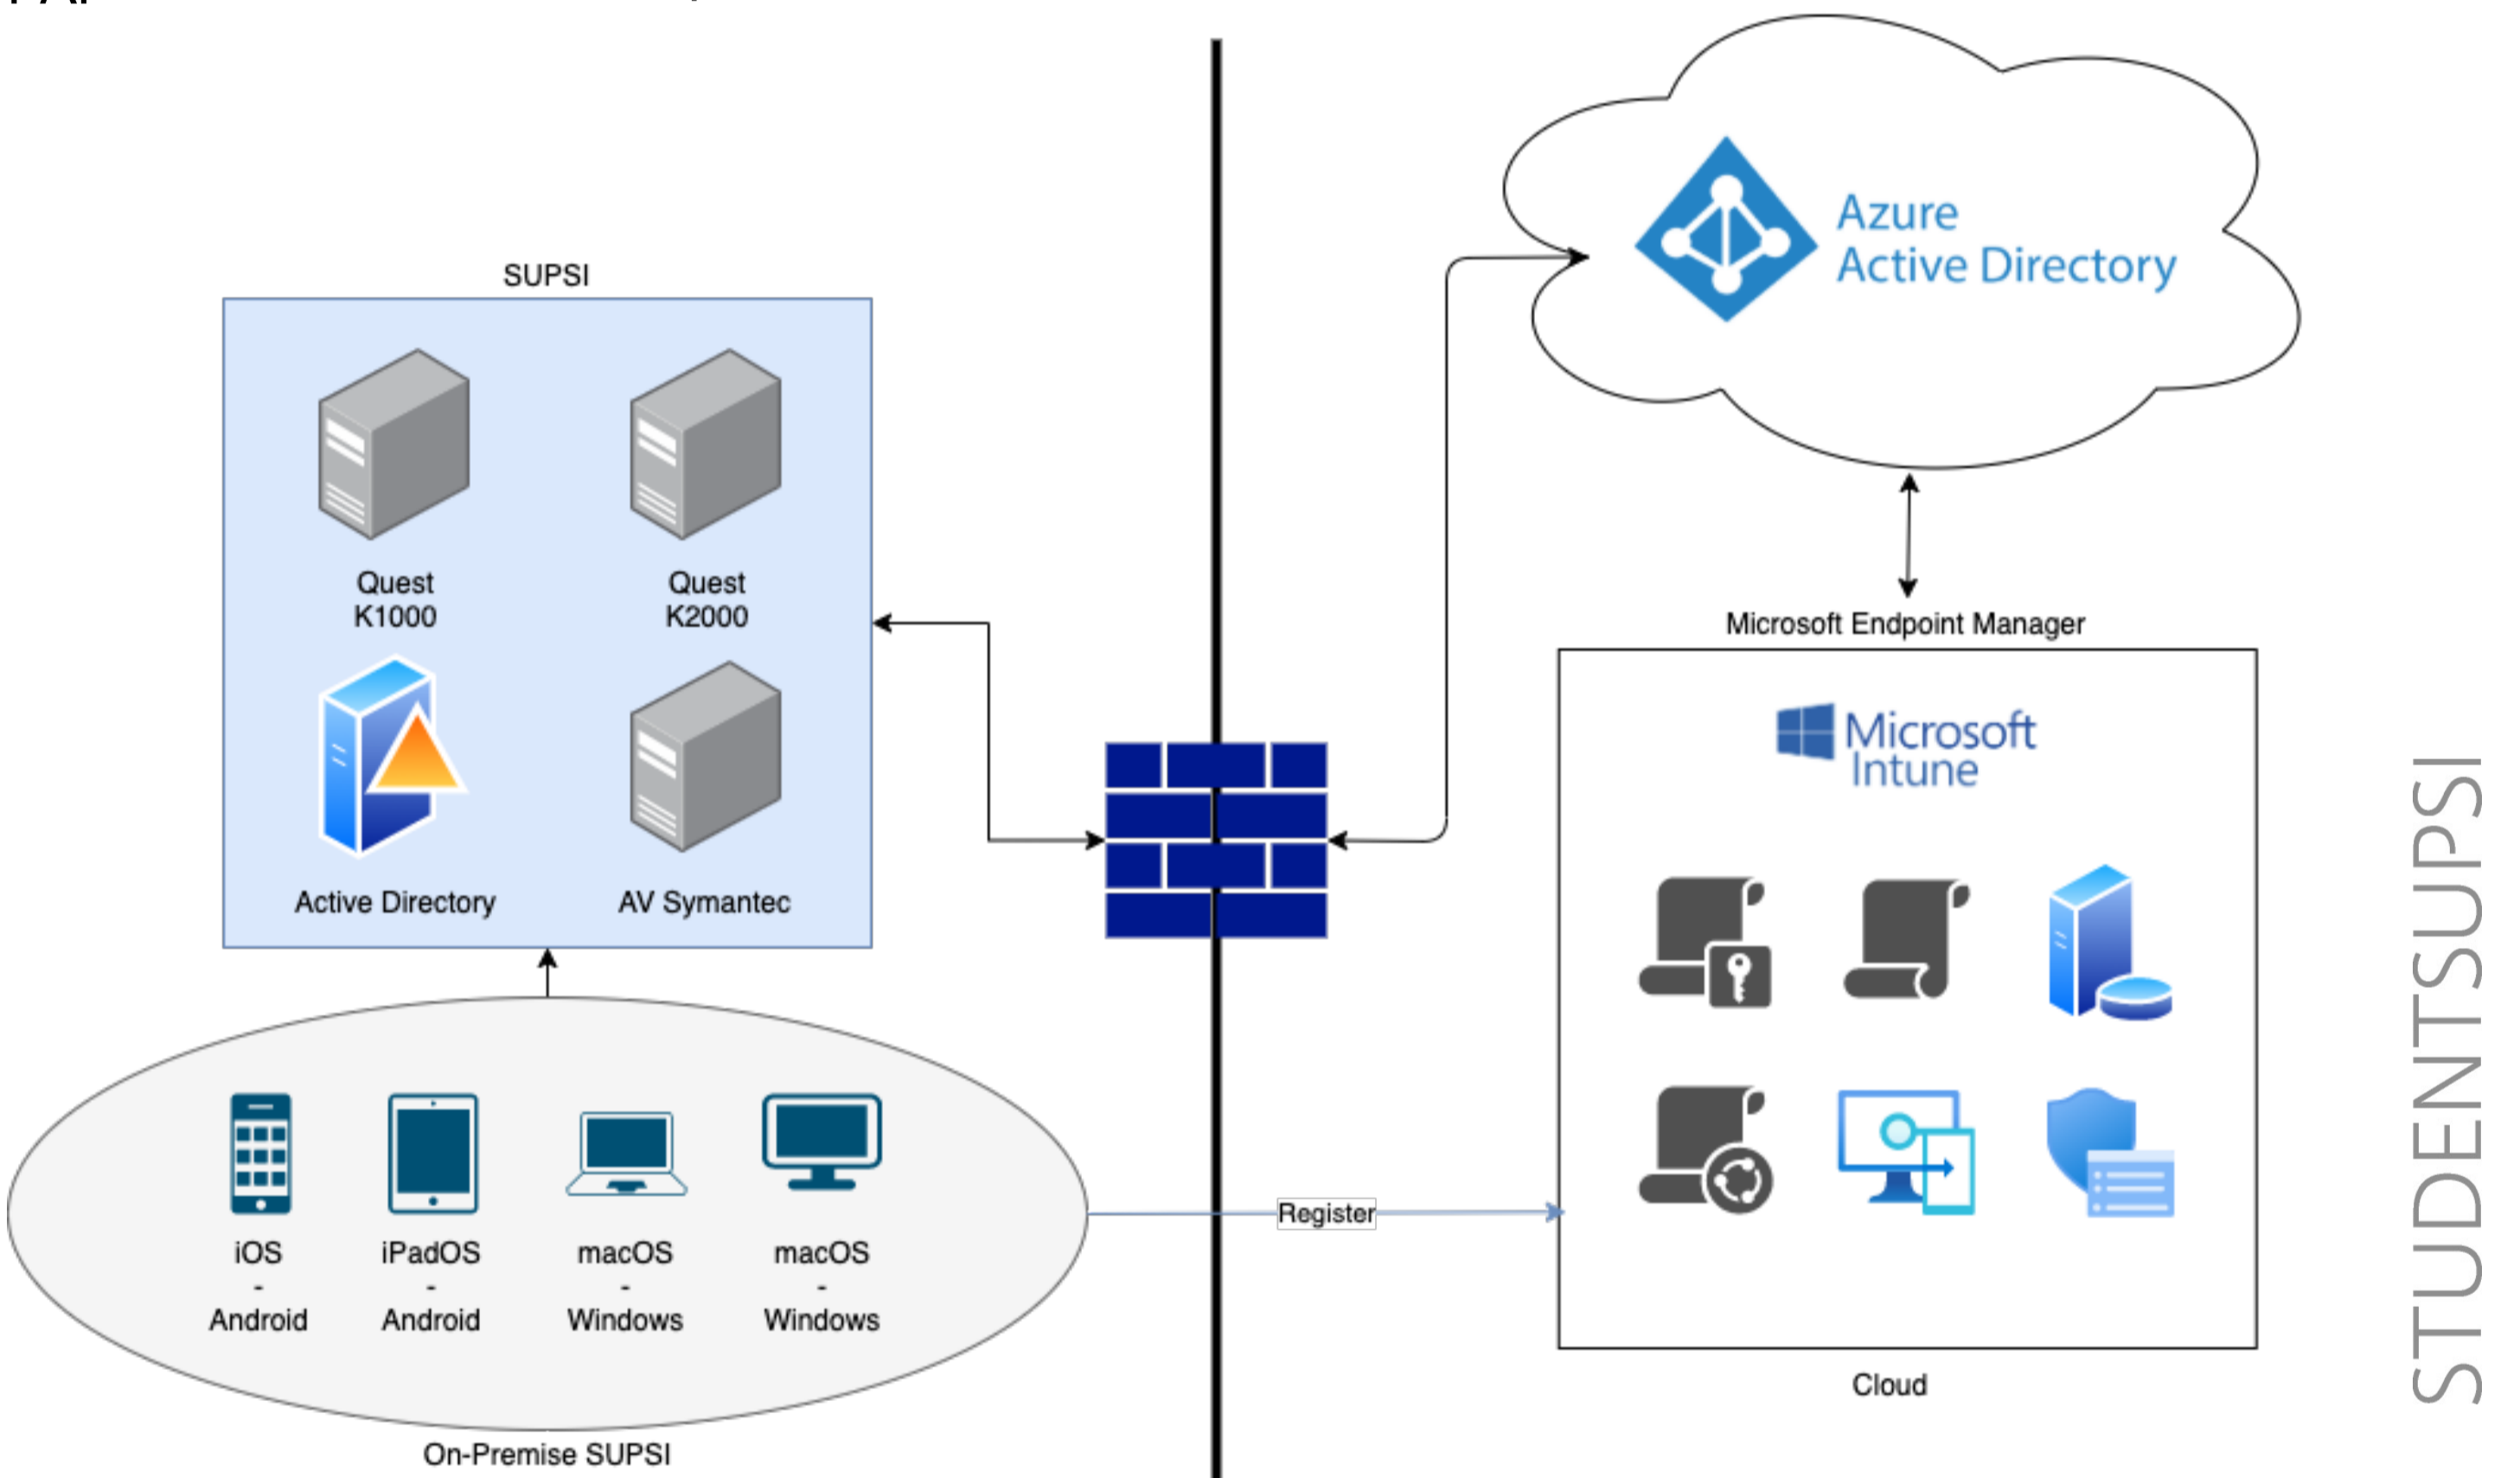 SUPSI
Quest
K1000
Quest
K2000
Active Directory
AV Symantec
iOS
-
Android
iPadOS
-
Android
macOS
-
Windows
macOS
-
Windows
On-Premise SUPSI
Register
Azure
Active Directory
Microsoft Endpoint Manager
Microsoft
Intune
Cloud
STUDENTSUPSI